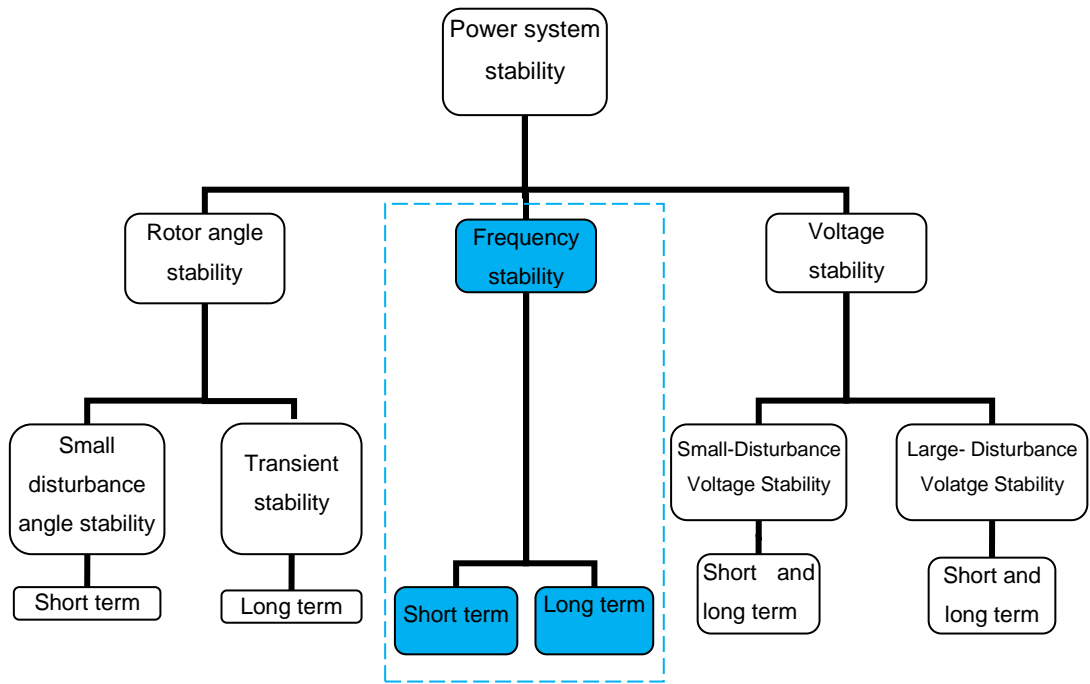 Power system
stability
Rotor angle
stability
Frequency
stability
Voltage
stability
Small
disturbance
angle stability
Transient
stability
Small-Disturbance
Voltage Stability
Large- Disturbance
Volatge Stability
Short term
Long term
Short term
Long term
Short and
long term
Short and
long term